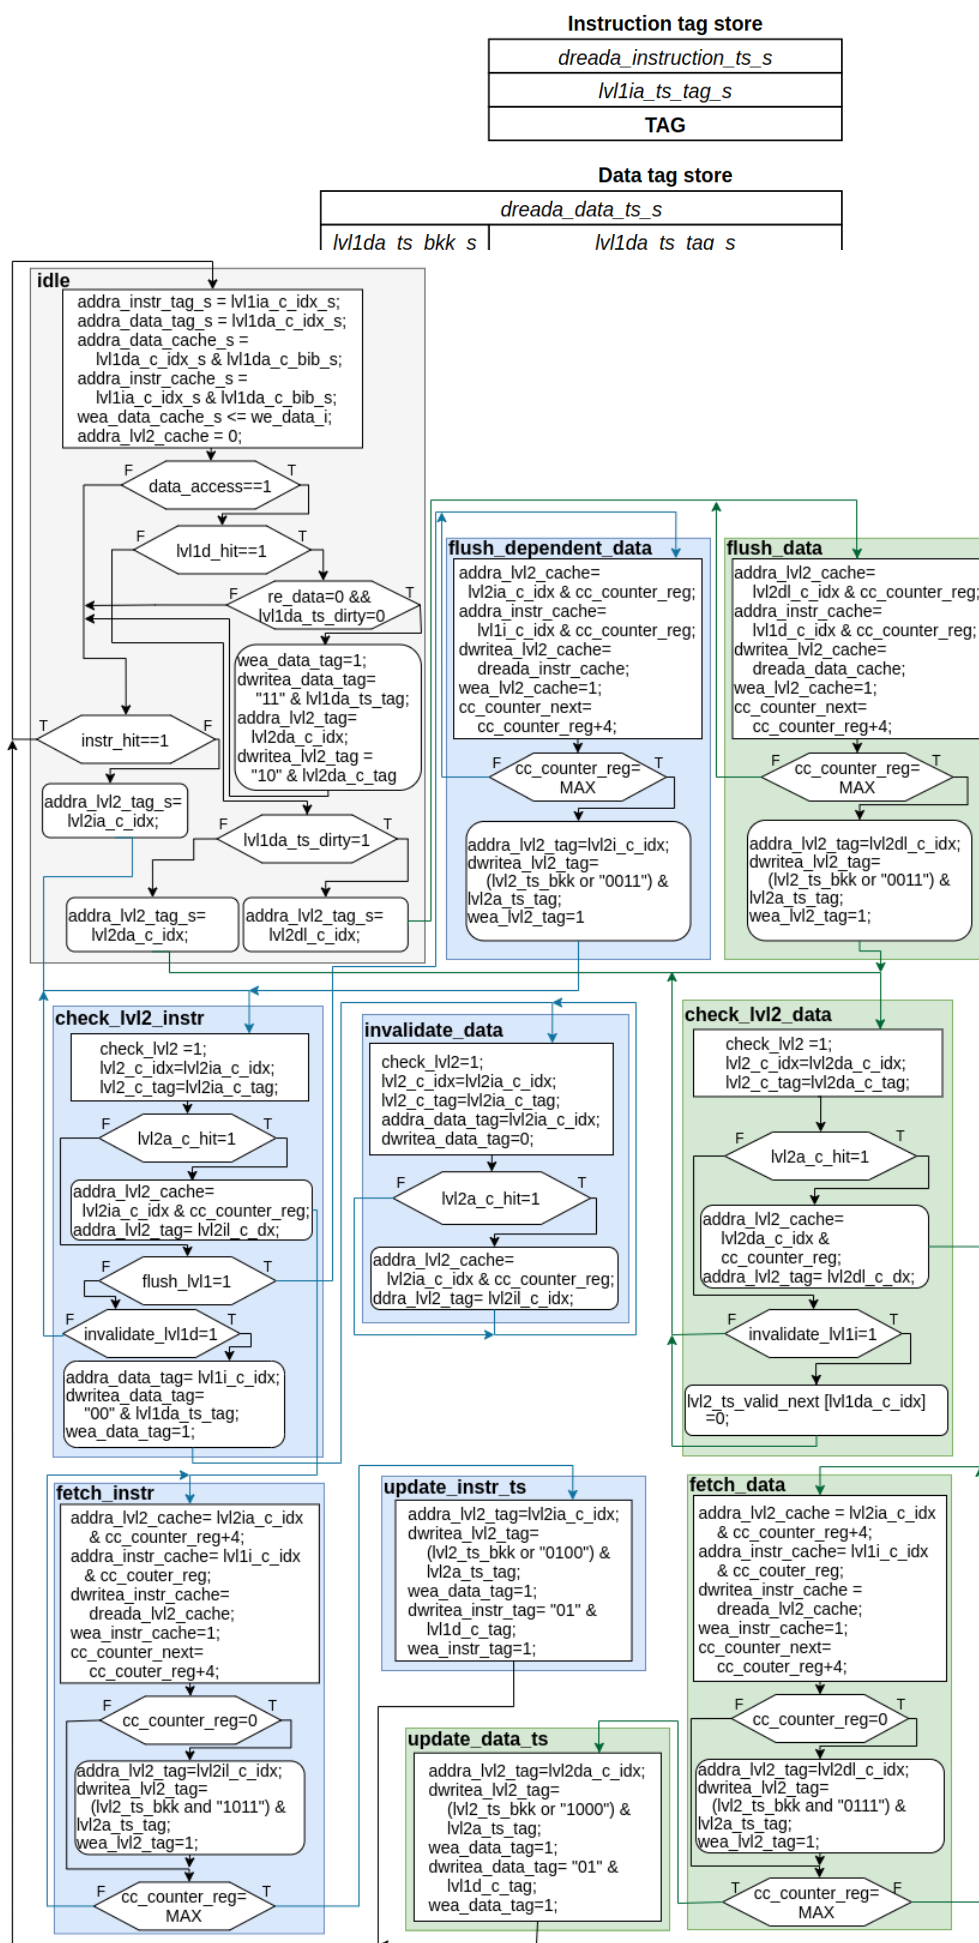 Instruction tag store
dreada_instruction_ts_s
lvl1ia_ts_tag_s
TAG
Data tag store
dreada_data_ts_s
lvl1da_ts_bkk_s
lvl1da_ts_tag_s
idle
addra_instr_tag_s = lvl1ia_c_idx_s;
addra_data_tag_s = lvl1da_c_idx_s;
addra_data_cache_s =
lvl1da_c_idx_s & lvl1da_c_bib_s;
addra_instr_cache_s =
lvl1ia_c_idx_s & lvl1da_c_bib_s;
wea_data_cache_s <= we_data_i;
addra_lvl2_cache = 0;
F
T
data_access==1
F
T
lvl1d_hit==1
F
T
re_data=0 &&
lvl1da_ts_dirty=0
wea_data_tag=1;
dwritea_data_tag=
"11" & lvl1da_ts_tag;
addra_lvl2_tag=
lvl2da_c_idx;
dwritea_lvl2_tag =
"10" & lvl2da_c_tag
T
F
instr_hit==1
addra_lvl2_tag_s=
lvl2ia_c_idx;
F
T
lvl1da_ts_dirty=1
addra_lvl2_tag_s=
lvl2da_c_idx;
addra_lvl2_tag_s=
lvl2dl_c_idx;
flush_dependent_data
addra_lvl2_cache=
lvl2ia_c_idx & cc_counter_reg;
addra_instr_cache=
lvl1i_c_idx & cc_counter_reg;
dwritea_lvl2_cache=
dreada_instr_cache;
wea_lvl2_cache=1;
cc_counter_next=
cc_counter_reg+4;
F
T
cc_counter_reg=
MAX
addra_lvl2_tag=lvl2i_c_idx;
dwritea_lvl2_tag=
(lvl2_ts_bkk or "0011") &
lvl2a_ts_tag;
wea_lvl2_tag=1
flush_data
addra_lvl2_cache=
lvl2dl_c_idx & cc_counter_reg;
addra_instr_cache=
lvl1d_c_idx & cc_counter_reg;
dwritea_lvl2_cache=
dreada_data_cache;
wea_lvl2_cache=1;
cc_counter_next=
cc_counter_reg+4;
F
T
cc_counter_reg=
MAX
addra_lvl2_tag=lvl2dl_c_idx;
dwritea_lvl2_tag=
(lvl2_ts_bkk or "0011") &
lvl2a_ts_tag;
wea_lvl2_tag=1;
check_lvl2_instr
check_lvl2 =1;
lvl2_c_idx=lvl2ia_c_idx;
lvl2_c_tag=lvl2ia_c_tag;
F
T
lvl2a_c_hit=1
addra_lvl2_cache=
lvl2ia_c_idx & cc_counter_reg;
addra_lvl2_tag= lvl2il_c_dx;
F
T
flush_lvl1=1
F
T
invalidate_lvl1d=1
addra_data_tag= lvl1i_c_idx;
dwritea_data_tag=
"00" & lvl1da_ts_tag;
wea_data_tag=1;
invalidate_data
check_lvl2=1;
lvl2_c_idx=lvl2ia_c_idx;
lvl2_c_tag=lvl2ia_c_tag;
addra_data_tag=lvl2ia_c_idx;
dwritea_data_tag=0;
F
T
lvl2a_c_hit=1
addra_lvl2_cache=
lvl2ia_c_idx & cc_counter_reg;
ddra_lvl2_tag= lvl2il_c_idx;
check_lvl2_data
check_lvl2 =1;
lvl2_c_idx=lvl2da_c_idx;
lvl2_c_tag=lvl2da_c_tag;
F
T
lvl2a_c_hit=1
addra_lvl2_cache=
lvl2da_c_idx &
cc_counter_reg;
addra_lvl2_tag= lvl2dl_c_dx;
F
T
invalidate_lvl1i=1
lvl2_ts_valid_next [lvl1da_c_idx]
=0;
fetch_instr
addra_lvl2_cache= lvl2ia_c_idx
& cc_counter_reg+4;
addra_instr_cache= lvl1i_c_idx
& cc_counter_reg;
dwritea_instr_cache=
dreada_lvl2_cache;
wea_instr_cache=1;
cc_counter_next=
cc_couter_reg+4;
F
T
cc_counter_reg=0
addra_lvl2_tag=lvl2il_c_idx;
dwritea_lvl2_tag=
(lvl2_ts_bkk and "1011") &
lvl2a_ts_tag;
wea_lvl2_tag=1;
F
T
cc_counter_reg=
MAX
update_instr_ts
addra_lvl2_tag=lvl2ia_c_idx;
dwritea_lvl2_tag=
(lvl2_ts_bkk or "0100") &
lvl2a_ts_tag;
wea_data_tag=1;
dwritea_instr_tag= "01" &
lvl1d_c_tag;
wea_instr_tag=1;
update_data_ts
addra_lvl2_tag=lvl2da_c_idx;
dwritea_lvl2_tag=
(lvl2_ts_bkk or "1000") &
lvl2a_ts_tag;
wea_data_tag=1;
dwritea_data_tag= "01" &
lvl1d_c_tag;
wea_data_tag=1;
fetch_data
addra_lvl2_cache = lvl2ia_c_idx
& cc_counter_reg+4;
addra_instr_cache= lvl1i_c_idx
& cc_counter_reg;
dwritea_instr_cache =
dreada_lvl2_cache;
wea_instr_cache=1;
cc_counter_next=
cc_couter_reg+4;
F
T
cc_counter_reg=0
addra_lvl2_tag=lvl2dl_c_idx;
dwritea_lvl2_tag=
(lvl2_ts_bkk and "0111") &
lvl2a_ts_tag;
wea_lvl2_tag=1;
T
F
cc_counter_reg=
MAX